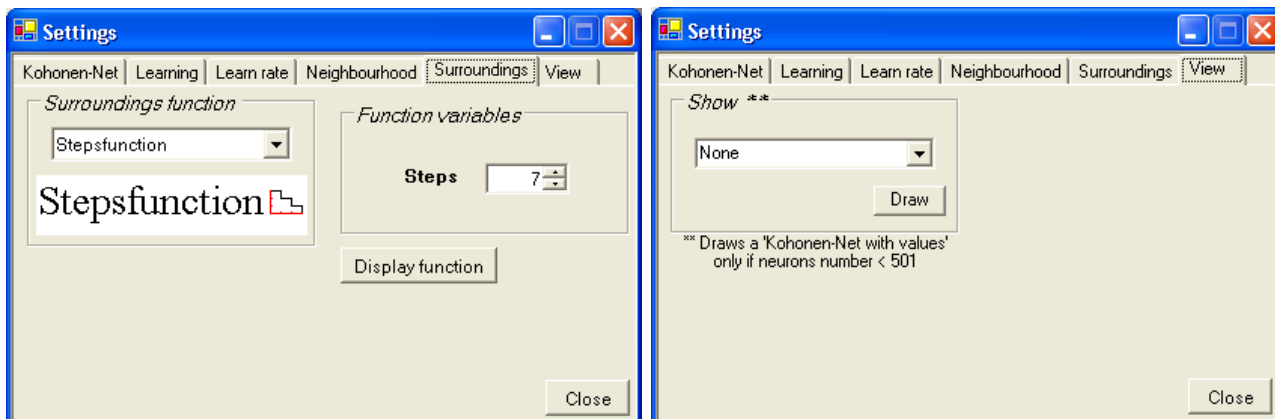 Settings
Kohonen-Net Learning Learn rate Neighbourhood Surroundings View
Surroundings function
Stepsfunction
Stepsfunction
Function variables
Steps 7
Display function
Close
Settings
Kohonen-Net Learning Learn rate Neighbourhood Surroundings View
Show **
None
Draw
** Draws a 'Kohonen-Net with values'
only if neurons number < 501
Close